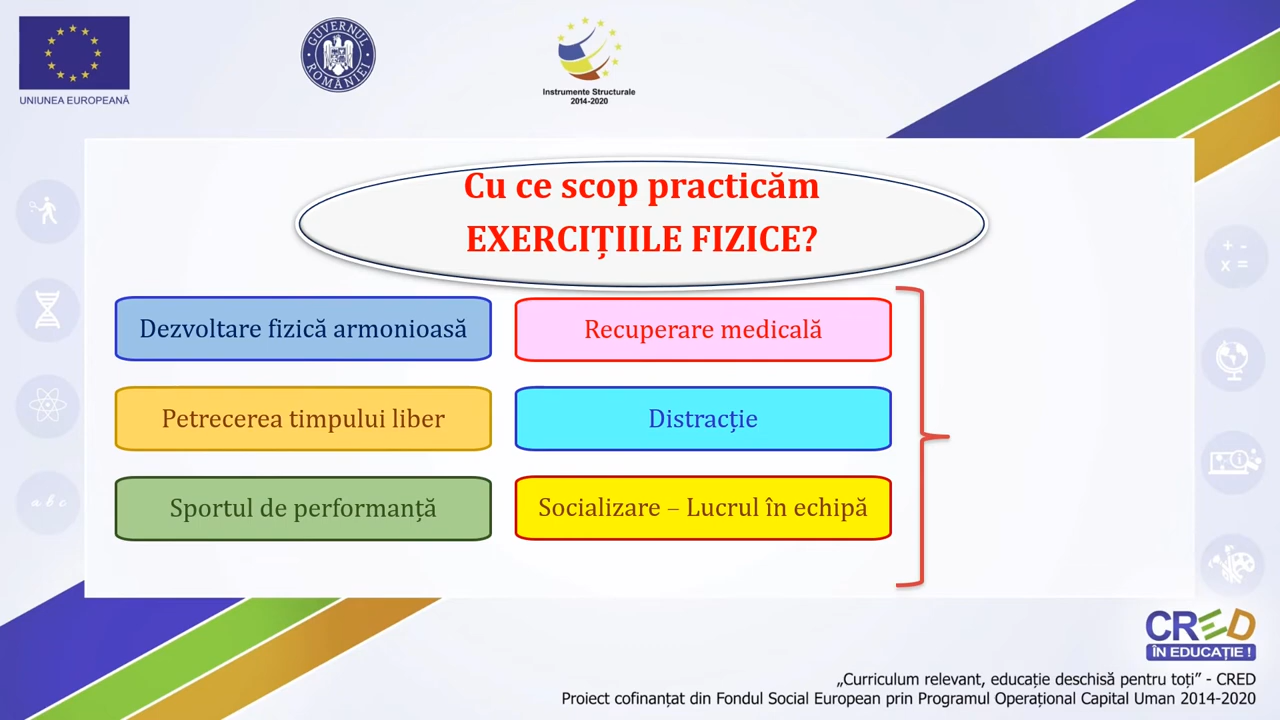 UNIUNEA EUROPEANĂ
GUVERNUL ROMÂNIEI
Instrumente Structurale
2014-2020
Cu ce scop practicăm
EXERCIȚIILE FIZICE?
Dezvoltare fizică armonioasă
Recuperare medicală
Petrecerea timpului liber
Distracție
Sportul de performanță
Socializare – Lucrul în echipă
+ -
x =
a b c
CRED
ÎN EDUCAȚIE !
„Curriculum relevant, educație deschisă pentru toți” - CRED
Proiect cofinanțat din Fondul Social European prin Programul Operațional Capital Uman 2014-2020